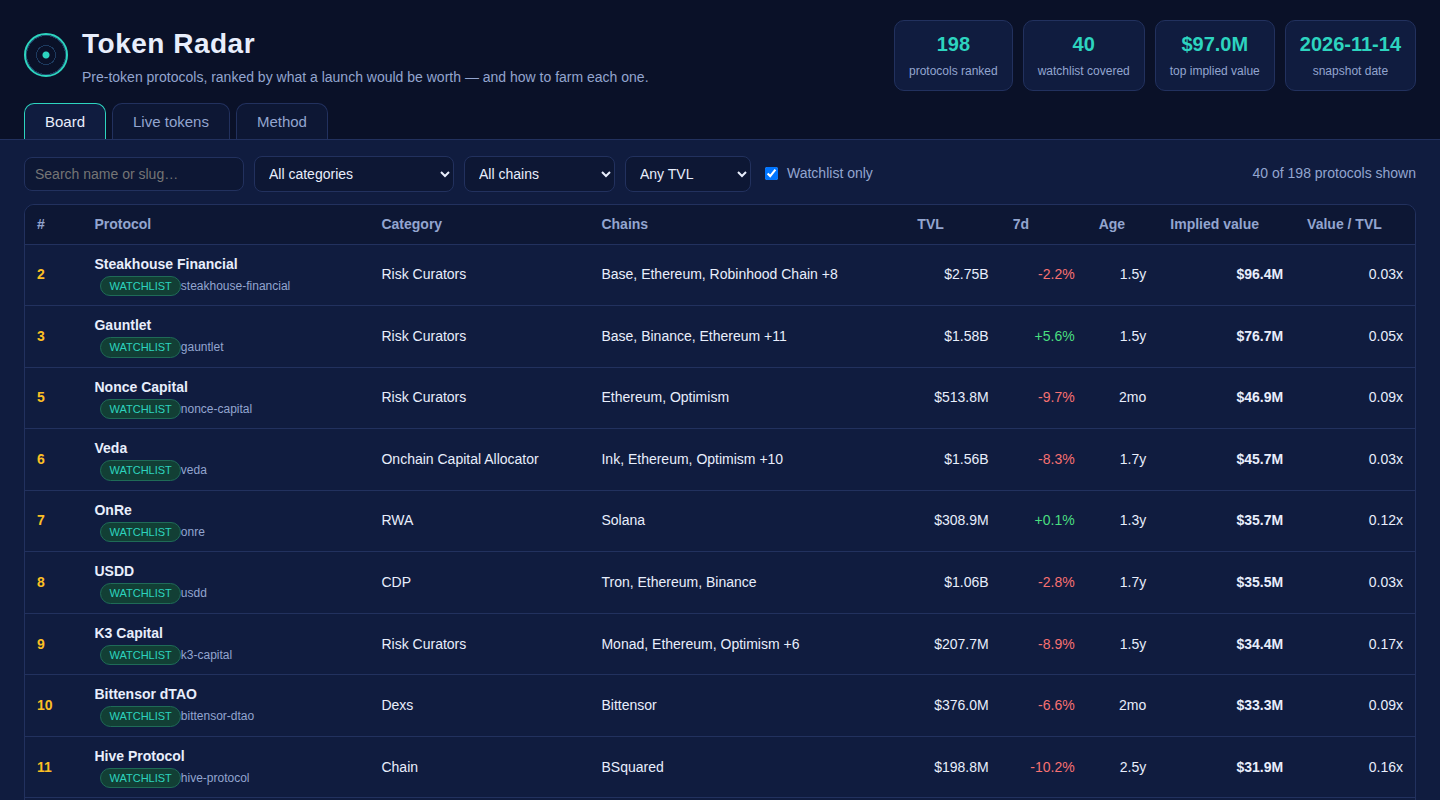 Token Radar
Pre-token protocols, ranked by what a launch would be worth — and how to farm each one.
198
protocols ranked
40
watchlist covered
$97.0M
top implied value
2026-11-14
snapshot date
Board Live tokens Method
Search name or slug… All categories All chains Any TVL Watchlist only 40 of 198 protocols shown
# Protocol Category Chains TVL 7d Age Implied value Value / TVL
2 Steakhouse Financial Risk Curators Base, Ethereum, Robinhood Chain +8 $2.75B -2.2% 1.5y $96.4M 0.03x
WATCHLIST steakhouse-financial
3 Gauntlet Risk Curators Base, Binance, Ethereum +11 $1.58B +5.6% 1.5y $76.7M 0.05x
WATCHLIST gauntlet
5 Nonce Capital Risk Curators Ethereum, Optimism $513.8M -9.7% 2mo $46.9M 0.09x
WATCHLIST nonce-capital
6 Veda Onchain Capital Allocator Ink, Ethereum, Optimism +10 $1.56B -8.3% 1.7y $45.7M 0.03x
WATCHLIST veda
7 OnRe RWA Solana $308.9M +0.1% 1.3y $35.7M 0.12x
WATCHLIST onre
8 USDD CDP Tron, Ethereum, Binance $1.06B -2.8% 1.7y $35.5M 0.03x
WATCHLIST usdd
9 K3 Capital Risk Curators Monad, Ethereum, Optimism +6 $207.7M -8.9% 1.5y $34.4M 0.17x
WATCHLIST k3-capital
10 Bittensor dTAO Dexs Bittensor $376.0M -6.6% 2mo $33.3M 0.09x
WATCHLIST bittensor-dtao
11 Hive Protocol Chain BSquared $198.8M -10.2% 2.5y $31.9M 0.16x
WATCHLIST hive-protocol